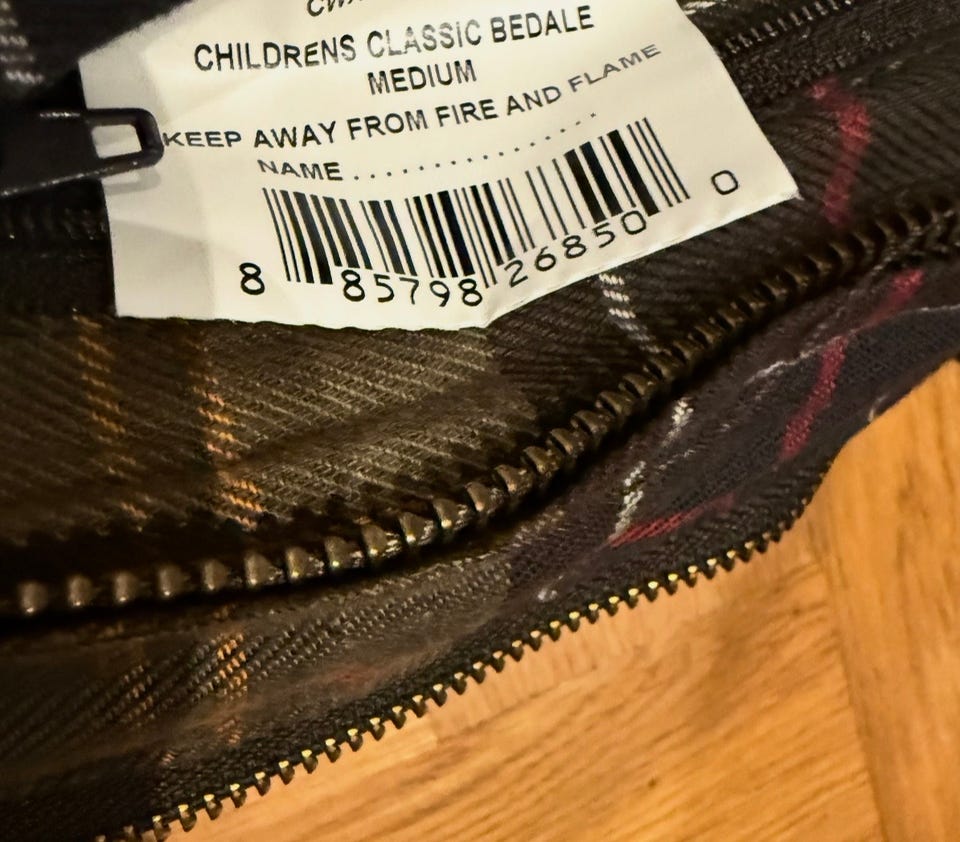 CHILDRENS CLASSIC BEDALE
MEDIUM
KEEP AWAY FROM FIRE AND FLAME
NAME . . . . . . . . . . . . . . .
8 85798 26850 0